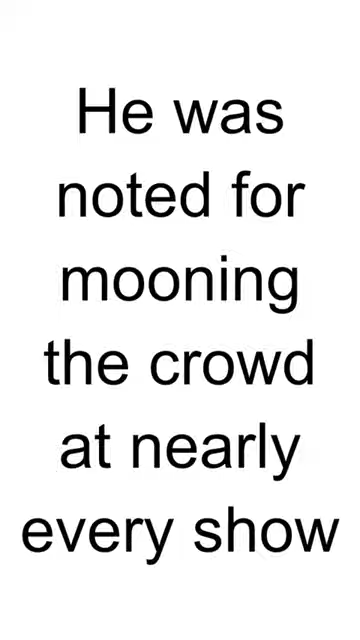 He was
noted for
mooning
the crowd
at nearly
every show